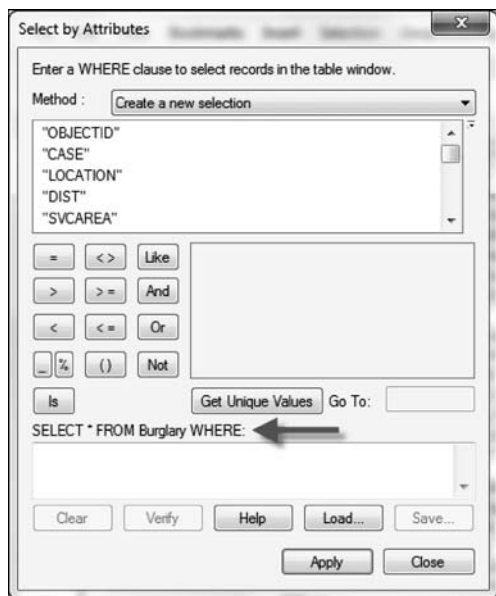 Select by Attributes
Enter a WHERE clause to select records in the table window.
Method :
Create a new selection
"OBJECTID"
"CASE"
"LOCATION"
"DIST"
"SVCAREA"
= <> Like
> >= And
< <= Or
_ % () Not
Is Get Unique Values Go To:
SELECT * FROM Burglary WHERE:
Clear Verify Help Load... Save...
Apply Close